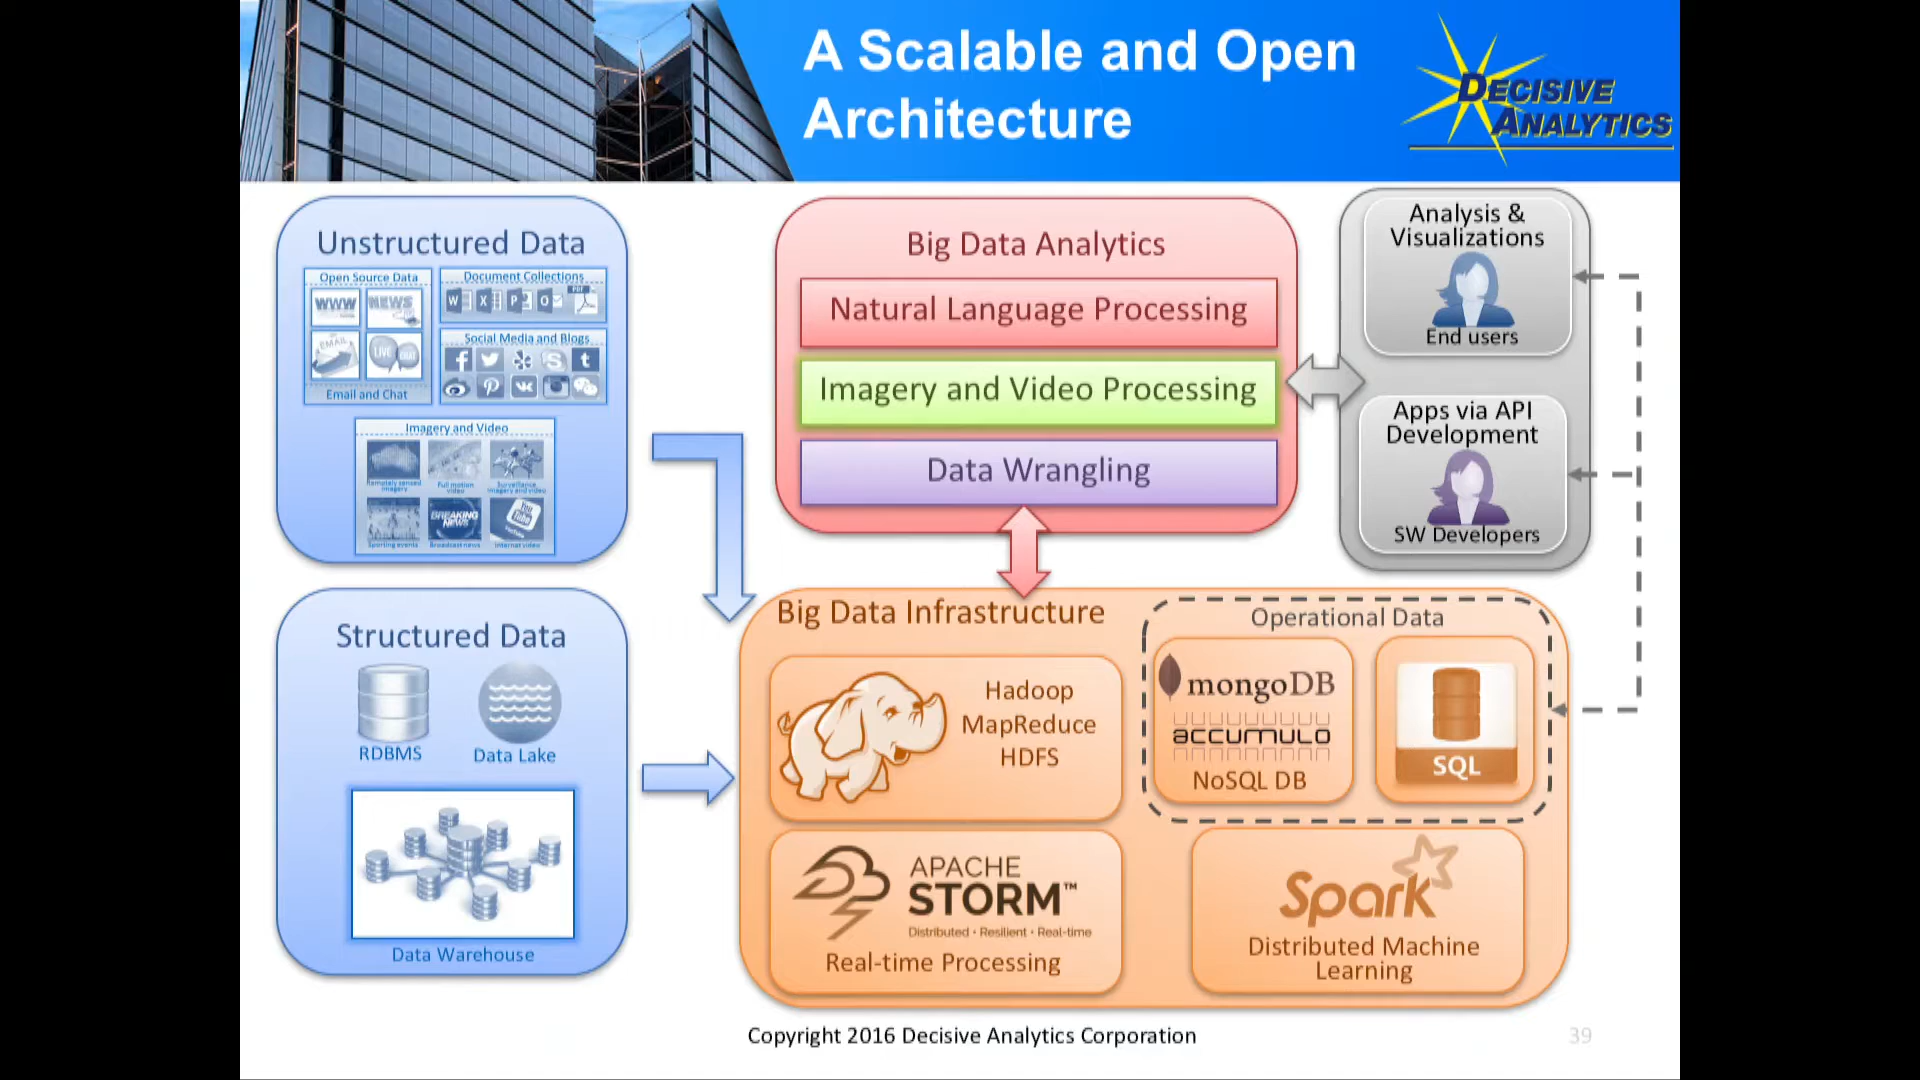 A Scalable and Open
Architecture
DECISIVE
ANALYTICS
Unstructured Data
Open Source Data
WWW
NEWS
EMAIL
LIVE
CHAT
Email and Chat
Document Collections
PDF
Social Media and Blogs
Imagery and Video
Remotely sensed
imagery
Full motion
video
Surveillance
imagery and video
BREAKING
NEWS
You
Tube
Sporting events
Broadcast news
Internet video
Structured Data
RDBMS
Data Lake
Data Warehouse
Big Data Analytics
Natural Language Processing
Imagery and Video Processing
Data Wrangling
Analysis &
Visualizations
End users
Apps via API
Development
SW Developers
Big Data Infrastructure
Hadoop
MapReduce
HDFS
Operational Data
mongoDB
accumulo
NoSQL DB
SQL
APACHE
STORM™
Distributed • Resilient • Real-time
Real-time Processing
Spark
Distributed Machine
Learning
Copyright 2016 Decisive Analytics Corporation
39